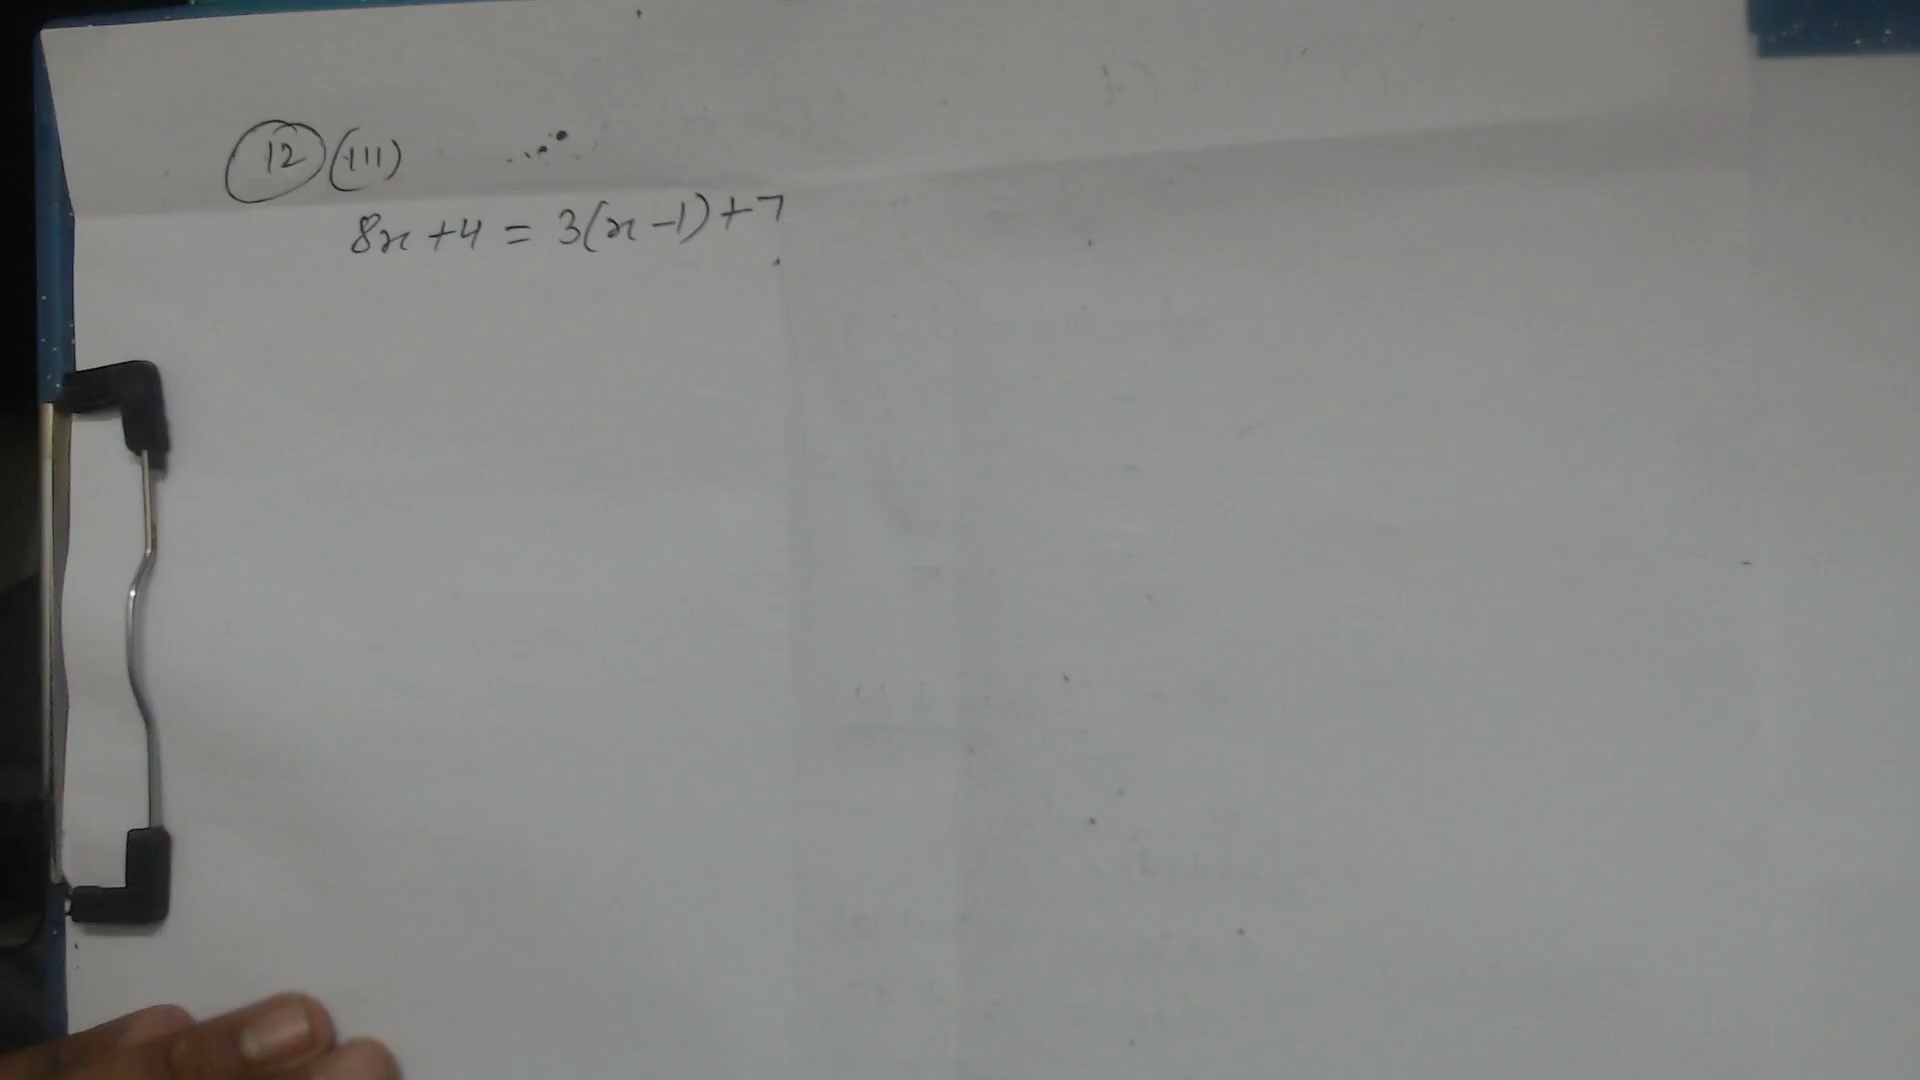 12 (iii)
8x + 4 = 3(x - 1) + 7